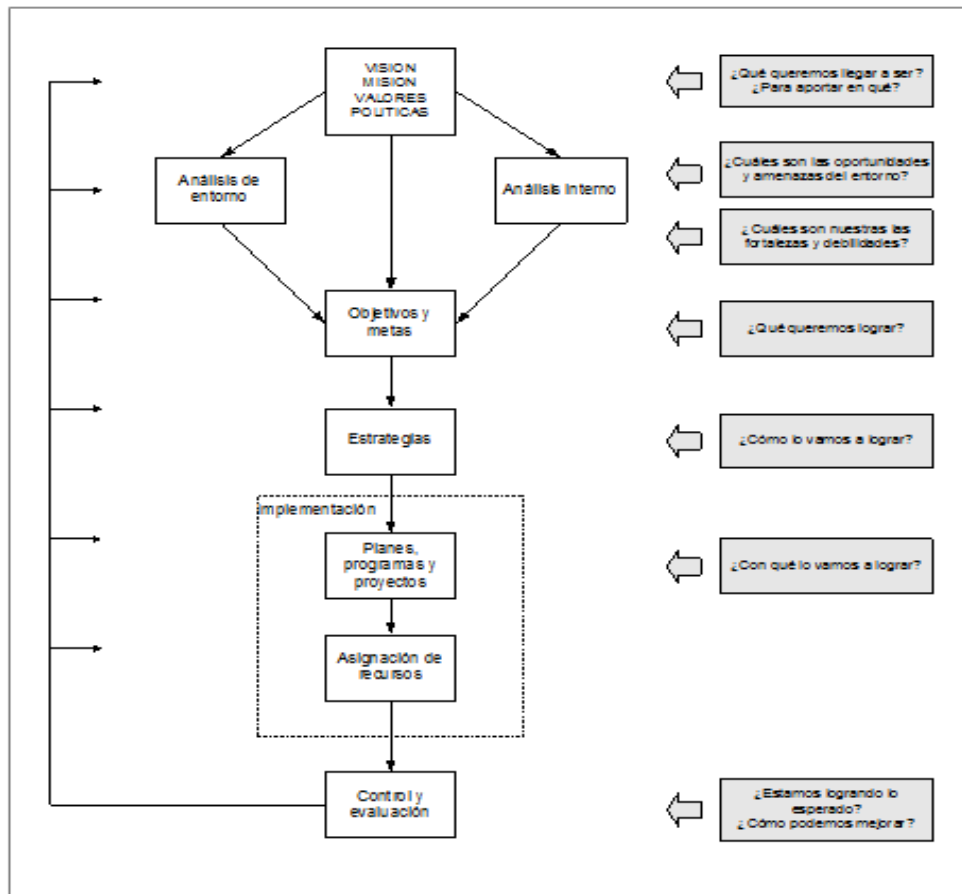 VISION
MISION
VALORES
POLITICAS
¿Qué queremos llegar a ser?
¿Para aportar en qué?
Análisis de
entorno
Análisis Interno
¿Cuáles son las oportunidades
y amenazas del entorno?
¿Cuáles son nuestras las
fortalezas y debilidades?
Objetivos y
metas
¿Qué queremos lograr?
Estrategias
¿Cómo lo vamos a lograr?
Implementación
Planes,
programas y
proyectos
¿Con qué lo vamos a lograr?
Asignación de
recursos
Control y
evaluación
¿Estamos logrando lo
esperado?
¿Cómo podemos mejorar?